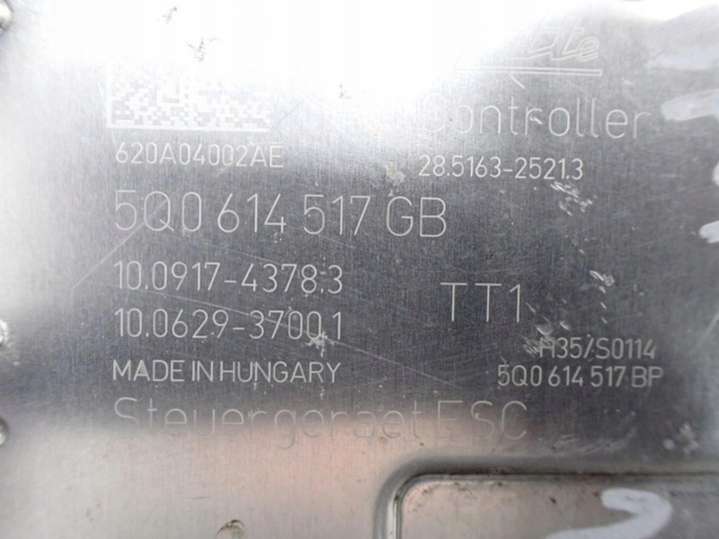 Ate
Controller
620A04002AE
28.5163-2521.3
5Q0 614 517 GB
10.0917-4378.3
10.0629-3700.1
TT1
H35/S0114
MADE IN HUNGARY
5Q0 614 517 BP
Steuergeraet ESC